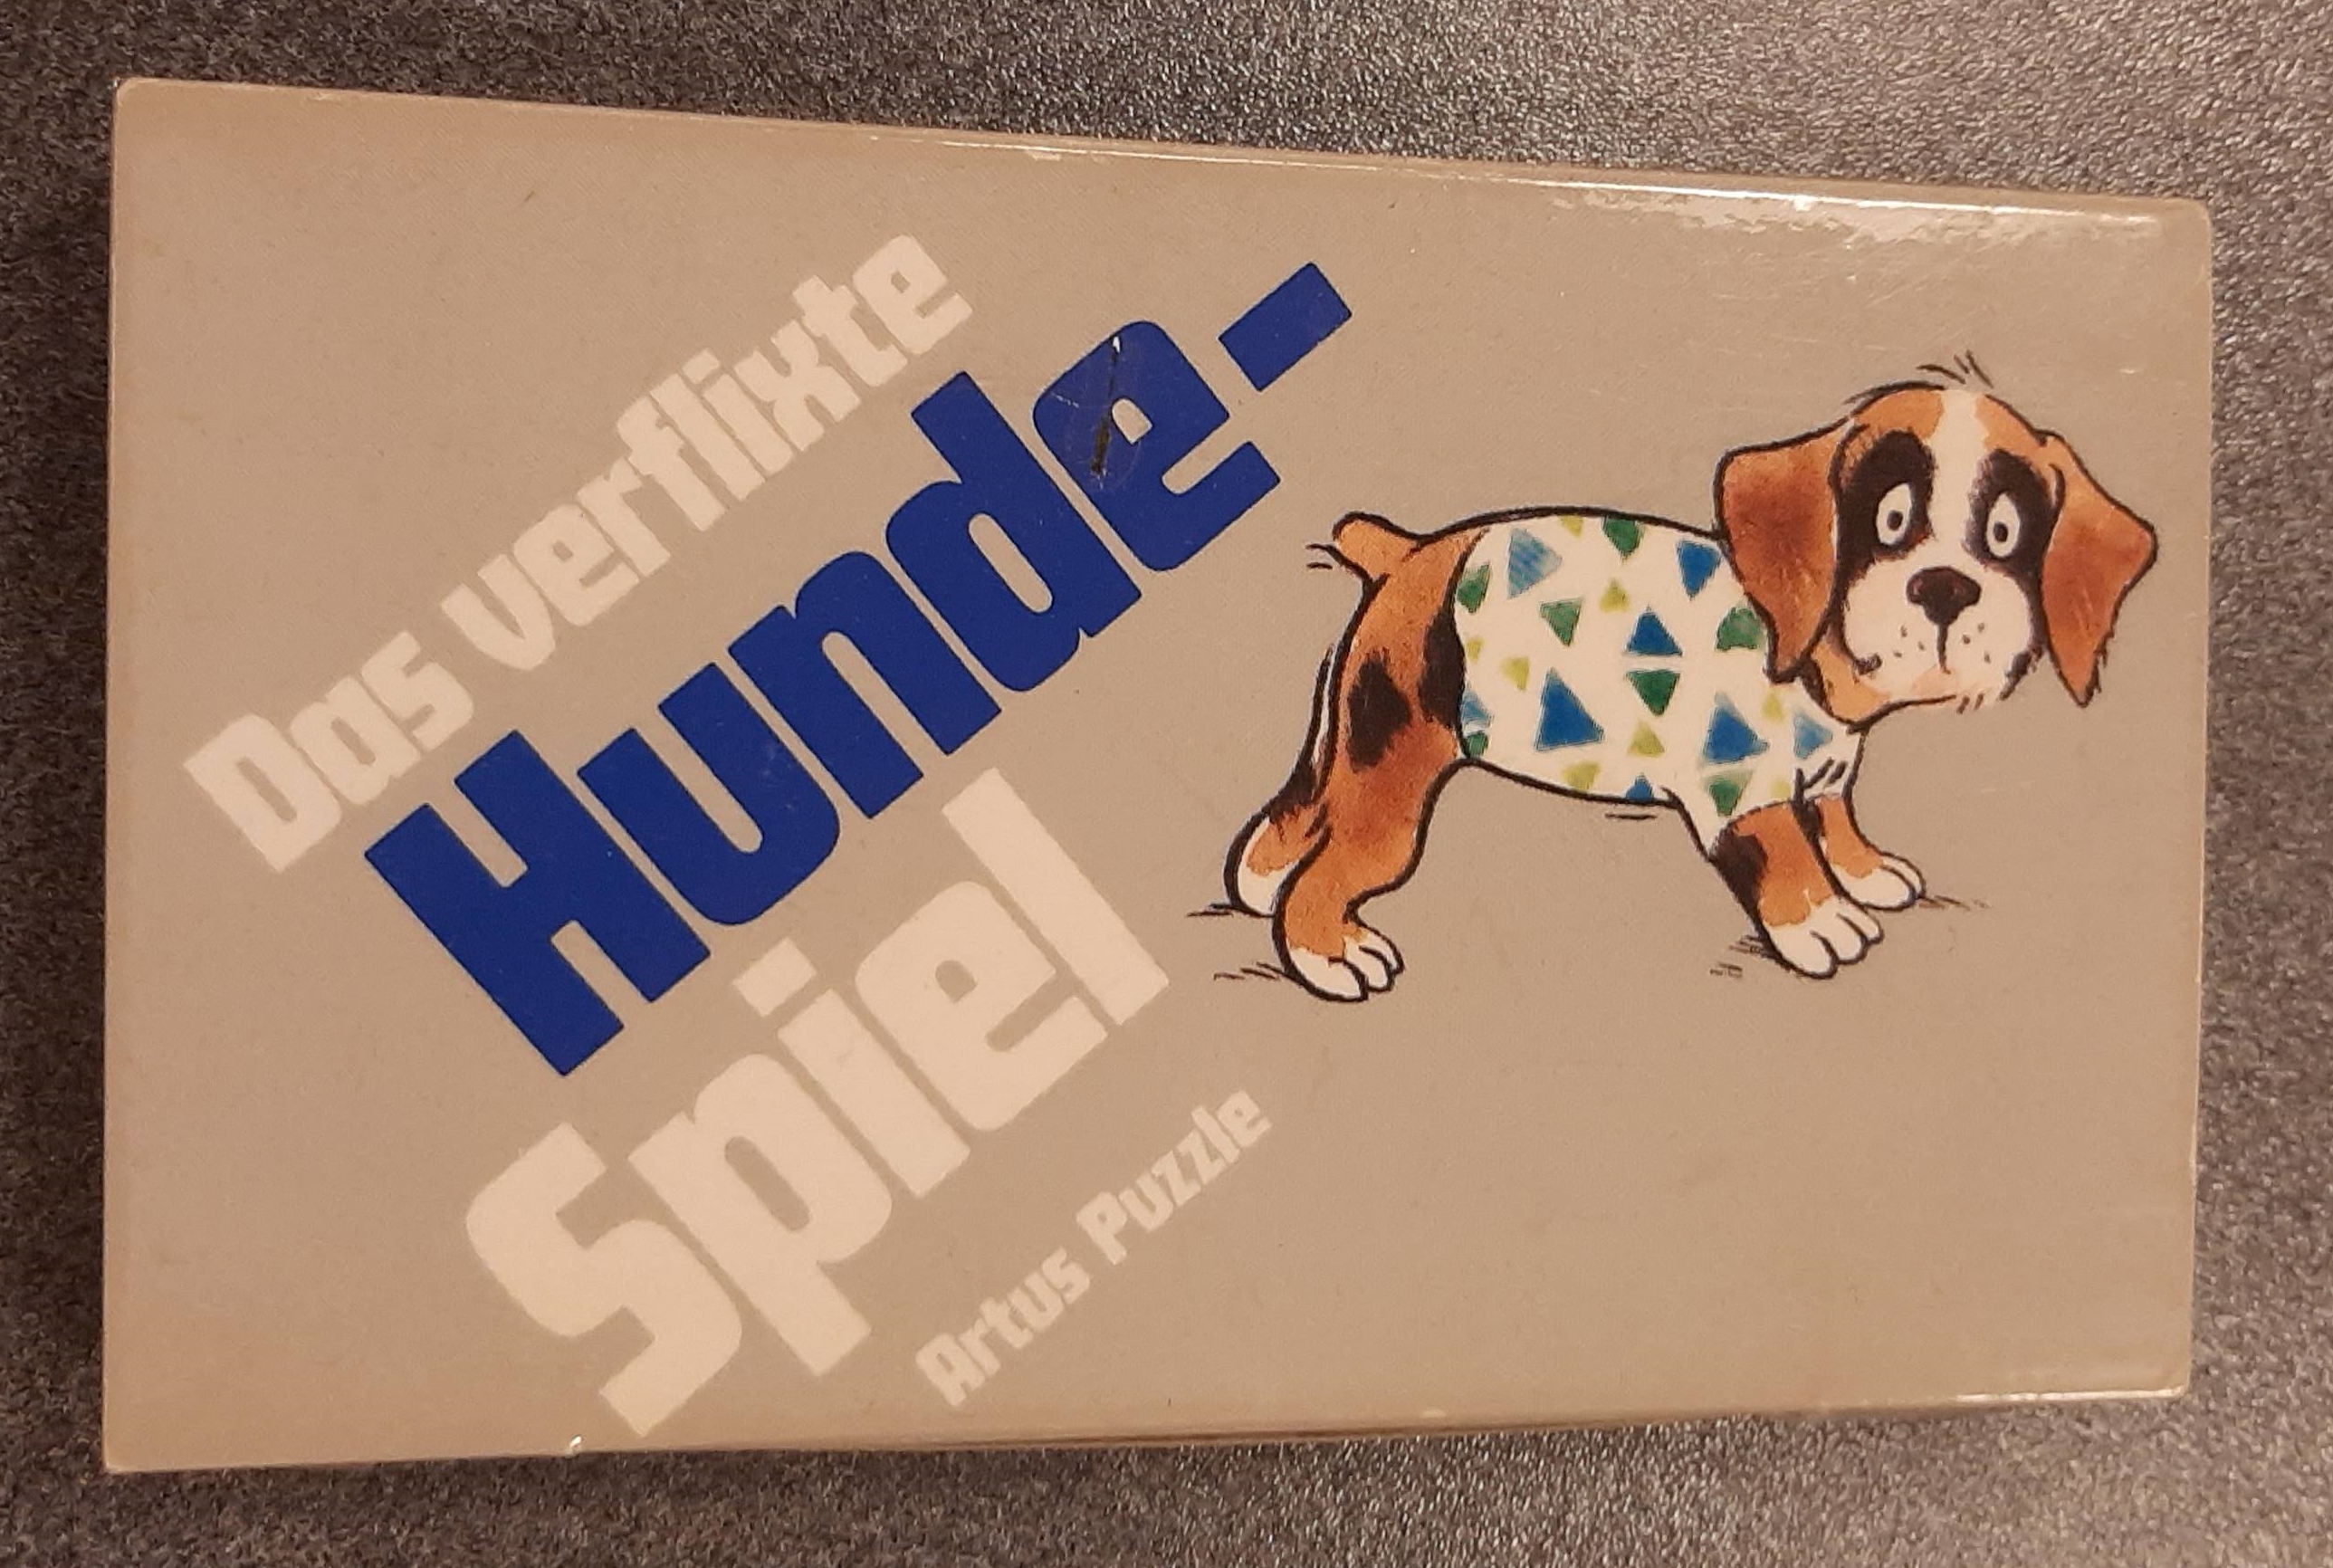 Das verflixte
Hunde-
Spiel
Artus Puzzle